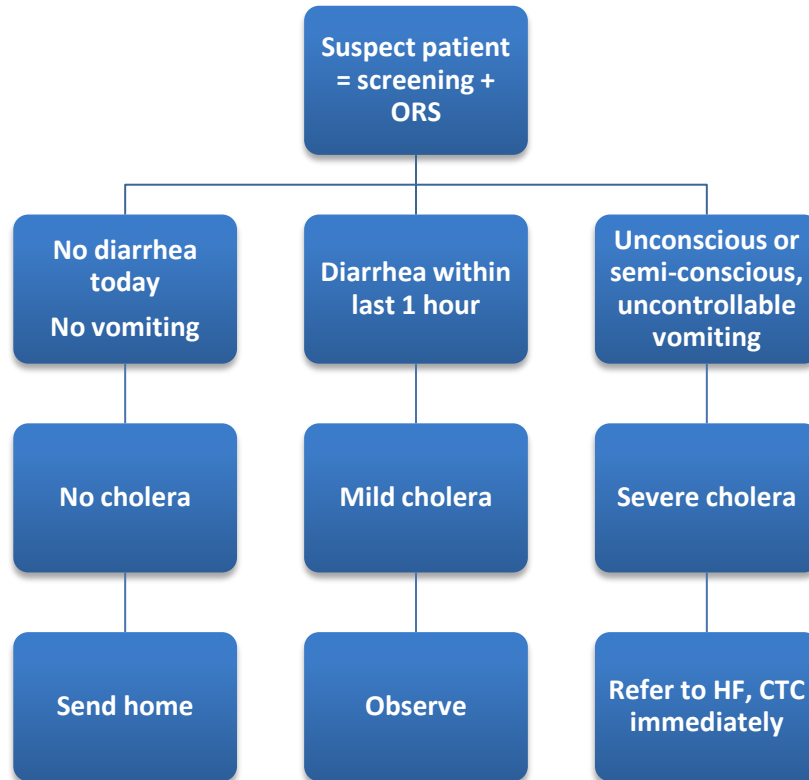 Suspect patient
= screening +
ORS
No diarrhea
today
No vomiting
Diarrhea within
last 1 hour
Unconscious or
semi-conscious,
uncontrollable
vomiting
No cholera
Mild cholera
Severe cholera
Send home
Observe
Refer to HF, CTC
immediately